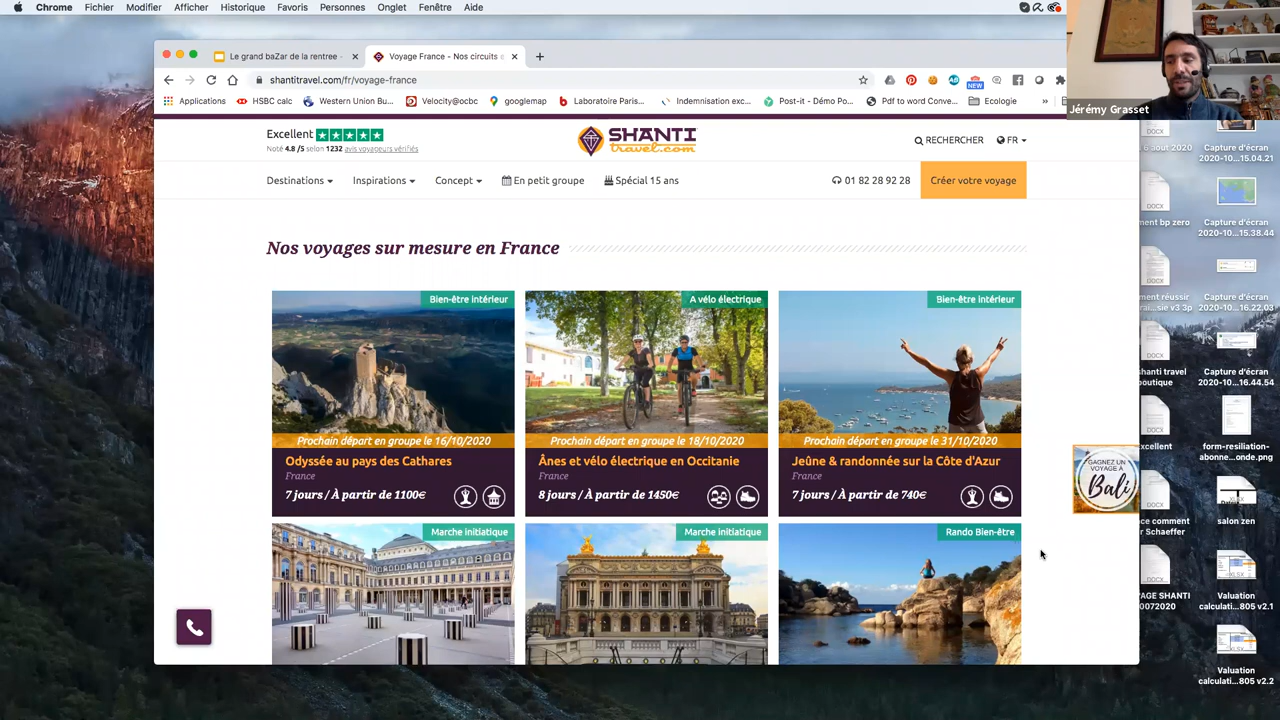 Chrome Fichier Modifier Afficher Historique Favoris Personnes Onglet Fenêtre Aide
Le grand baZar de la rentree -
Voyage France - Nos circuits e
shantitravel.com/fr/voyage-france
Applications
HSBC calc
Western Union Bu...
Velocity@ocbc
googlemap
Laboratoire Paris...
Indemnisation exc...
Post-it - Démo Po...
Pdf to word Conve...
Ecologie
NEW
Jérémy Grasset
Excellent
Noté 4.8 /5 selon 1232 avis voyageurs vérifiés
SHANTI
travel.com
RECHERCHER
FR
Destinations
Inspirations
Concept
En petit groupe
Spécial 15 ans
01 82 28 92 28
Créer votre voyage
Nos voyages sur mesure en France
Bien-être intérieur
Prochain départ en groupe le 16/10/2020
Odyssée au pays des Cathares
France
7 jours / À partir de 1100€
A vélo électrique
Prochain départ en groupe le 18/10/2020
Ânes et vélo électrique en Occitanie
France
8 jours / À partir de 1450€
Bien-être intérieur
Prochain départ en groupe le 31/10/2020
Jeûne & randonnée sur la Côte d'Azur
France
7 jours / À partir de 740€
Marche initiatique
Marche initiatique
Rando Bien-être
GAGNEZ UN
VOYAGE À
Bali
6 aout 2020
Capture d'écran
2020-10...15.04.21
DOCX
ment bp zero
Capture d'écran
2020-10...15.38.44
DOCX
ment réussir
...sie v3 3p
Capture d'écran
2020-10...16.22.03
DOCX
shanti travel
boutique
Capture d'écran
2020-10...16.44.54
DOCX
excellent
form-resiliation-
abonne...onde.png
DOCX
ce comment
r Schaeffer
XLSX
salon zen
DOCX
YAGE SHANTI
0072020
XLSX
Valuation
calculati...805 v2.1
XLSX
Valuation
calculati...805 v2.2